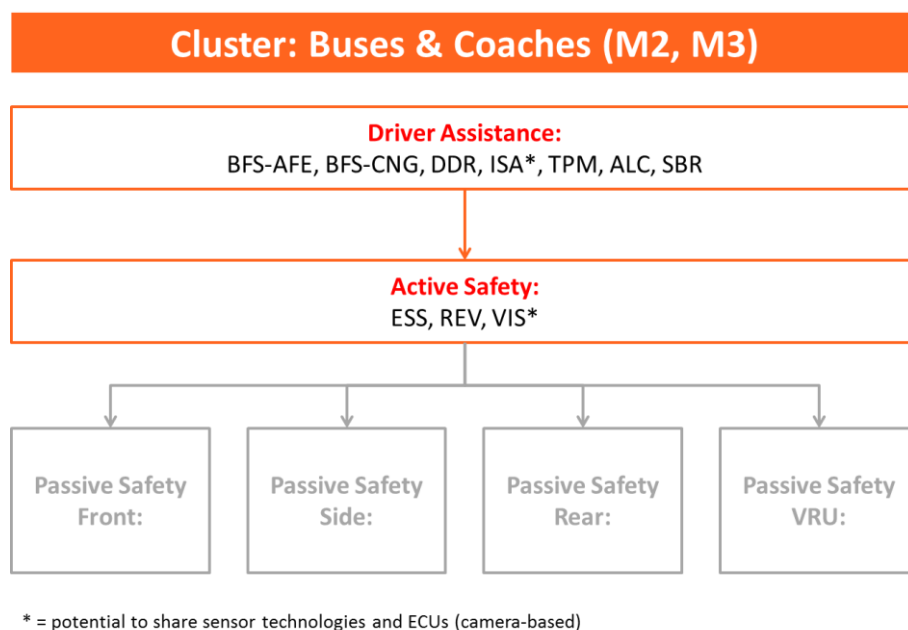 Cluster: Buses & Coaches (M2, M3)
Driver Assistance:
BFS-AFE, BFS-CNG, DDR, ISA*, TPM, ALC, SBR
Active Safety:
ESS, REV, VIS*
Passive Safety
Front:
Passive Safety
Side:
Passive Safety
Rear:
Passive Safety
VRU:
* = potential to share sensor technologies and ECUs (camera-based)